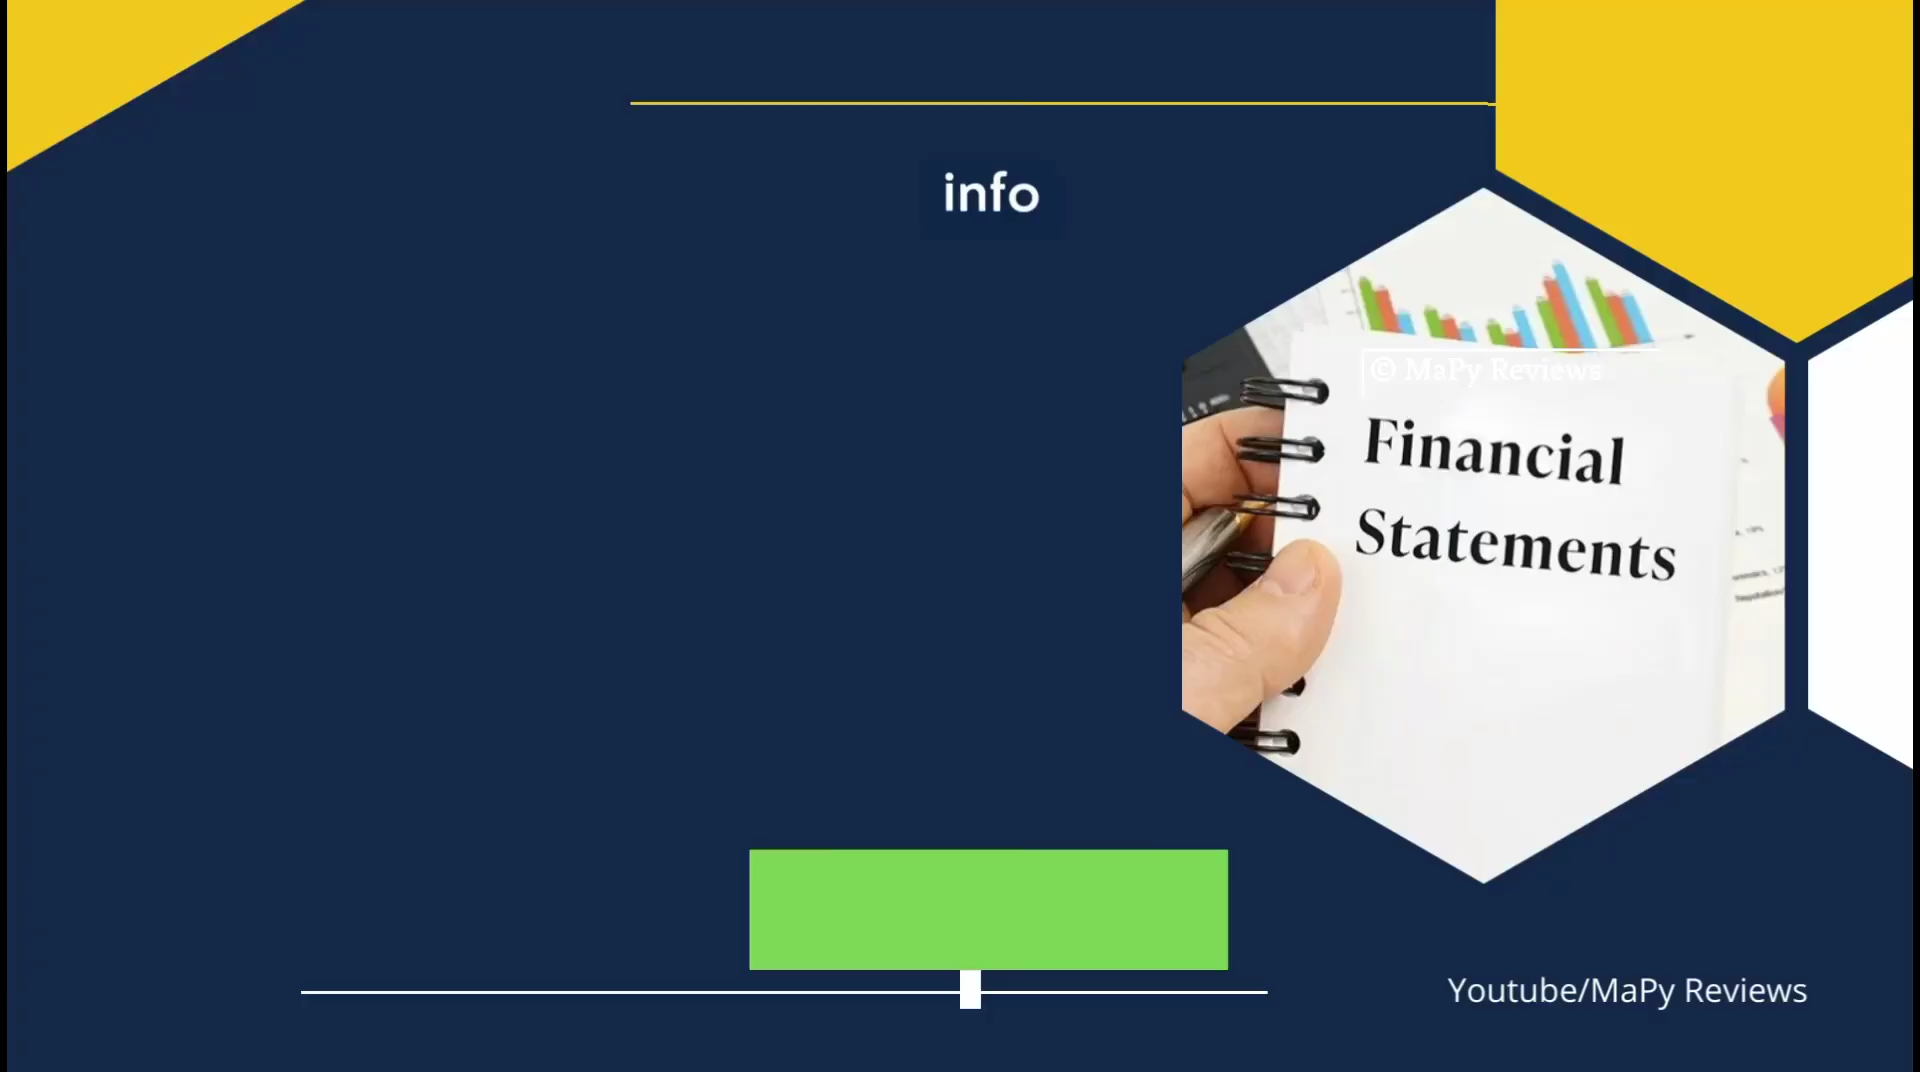 info
© MaPy Reviews
Financial
Statements
Youtube/MaPy Reviews